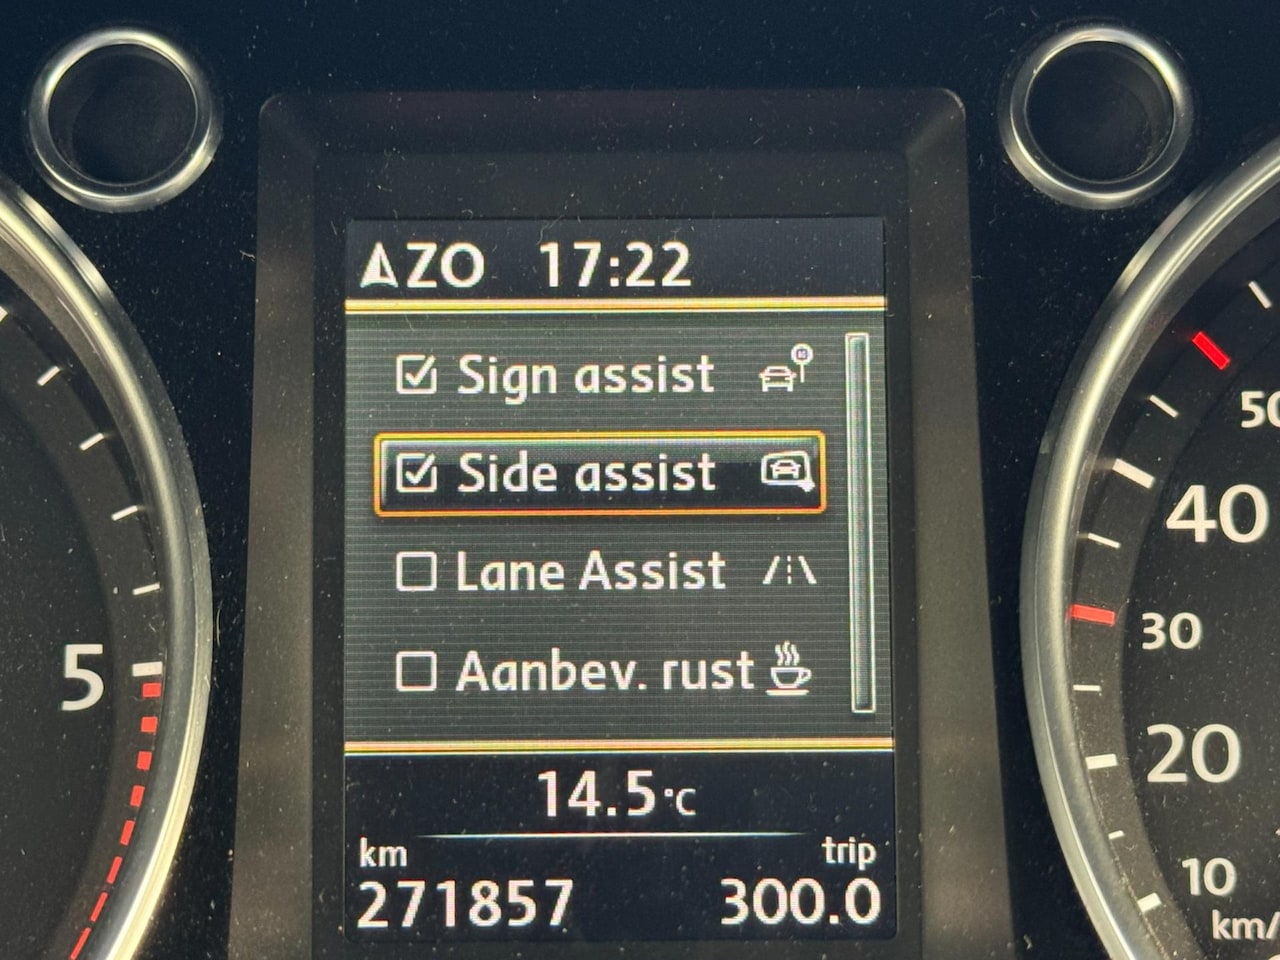 ZO 17:22
Sign assist
Side assist
Lane Assist
Aanbev. rust
14.5°C
km trip
271857 300.0
5
50
40
30
20
10
km/